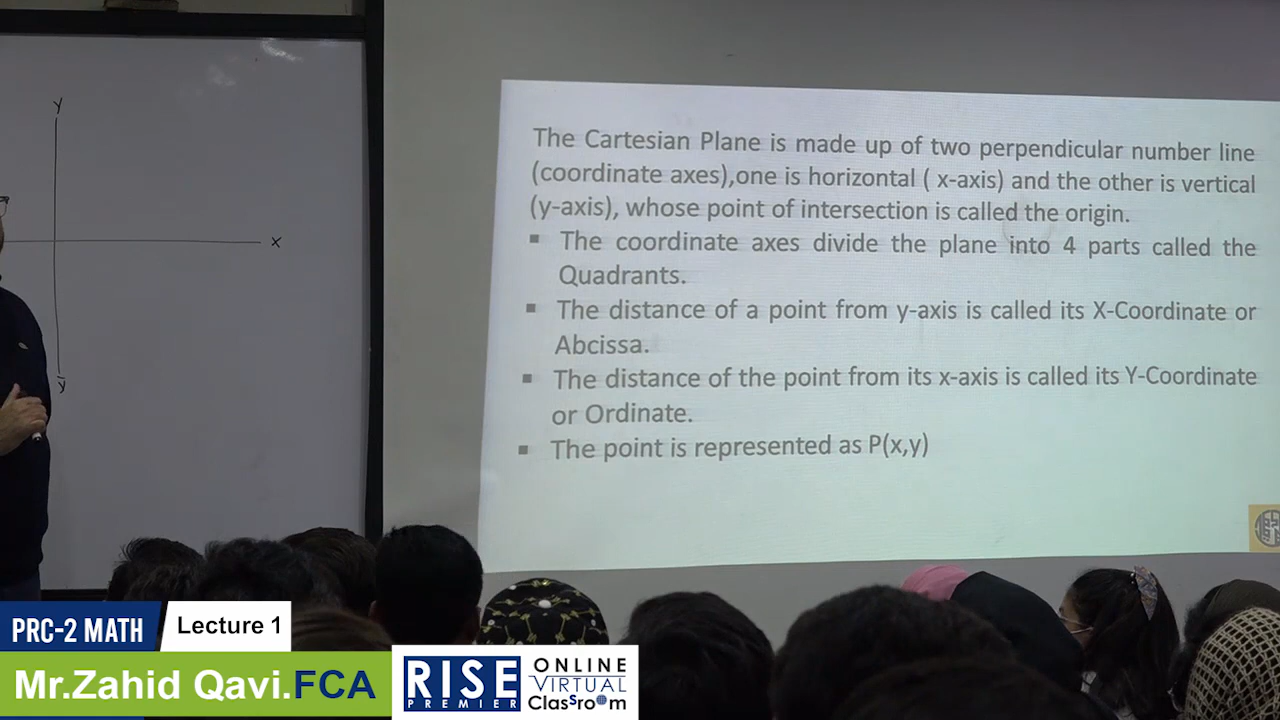 y
x
ȳ
The Cartesian Plane is made up of two perpendicular number line
(coordinate axes),one is horizontal ( x-axis) and the other is vertical
(y-axis), whose point of intersection is called the origin.
▪ The coordinate axes divide the plane into 4 parts called the
Quadrants.
▪ The distance of a point from y-axis is called its X-Coordinate or
Abcissa.
▪ The distance of the point from its x-axis is called its Y-Coordinate
or Ordinate.
▪ The point is represented as P(x,y)
PRC-2 MATH
Lecture 1
Mr.Zahid Qavi.FCA
RISE
PREMIER
ONLINE
VIRTUAL
Classroom